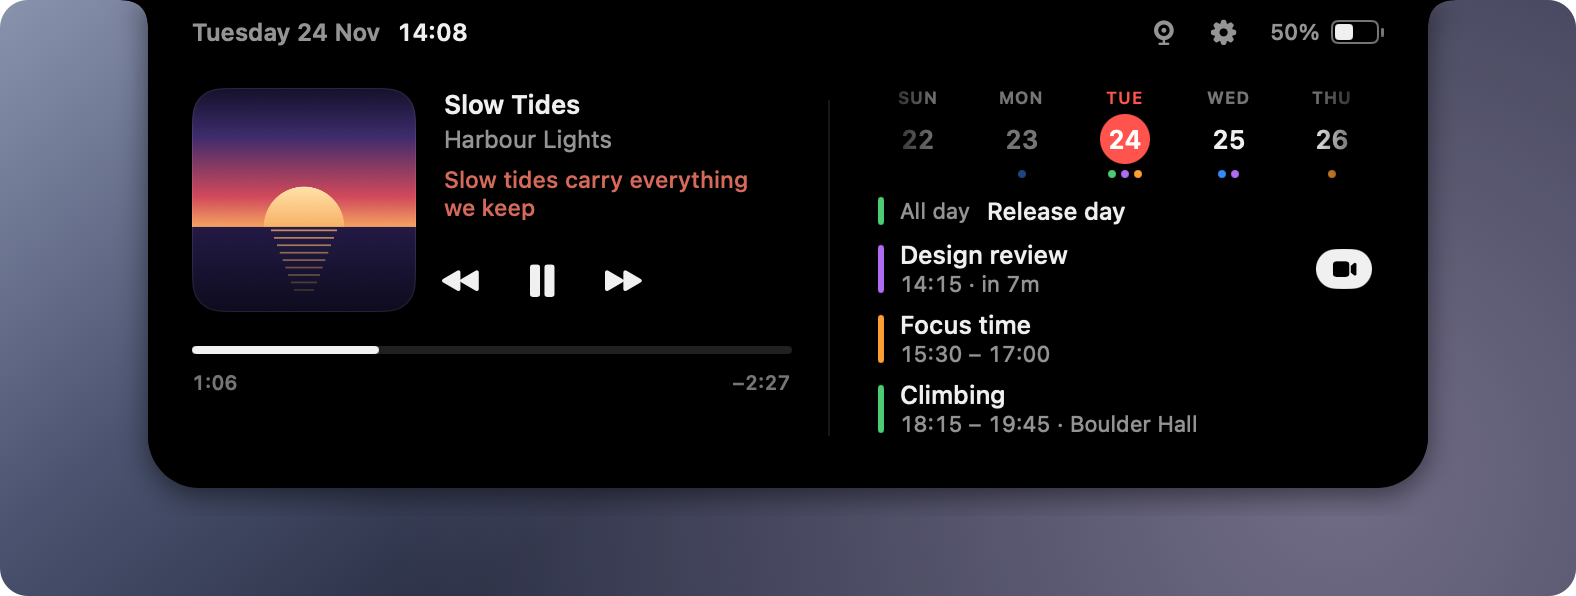 Tuesday 24 Nov 14:08
50%
Slow Tides
Harbour Lights
Slow tides carry everything
we keep
1:06
–2:27
SUN MON TUE WED THU
22 23 24 25 26
All day Release day
Design review
14:15 · in 7m
Focus time
15:30 – 17:00
Climbing
18:15 – 19:45 · Boulder Hall